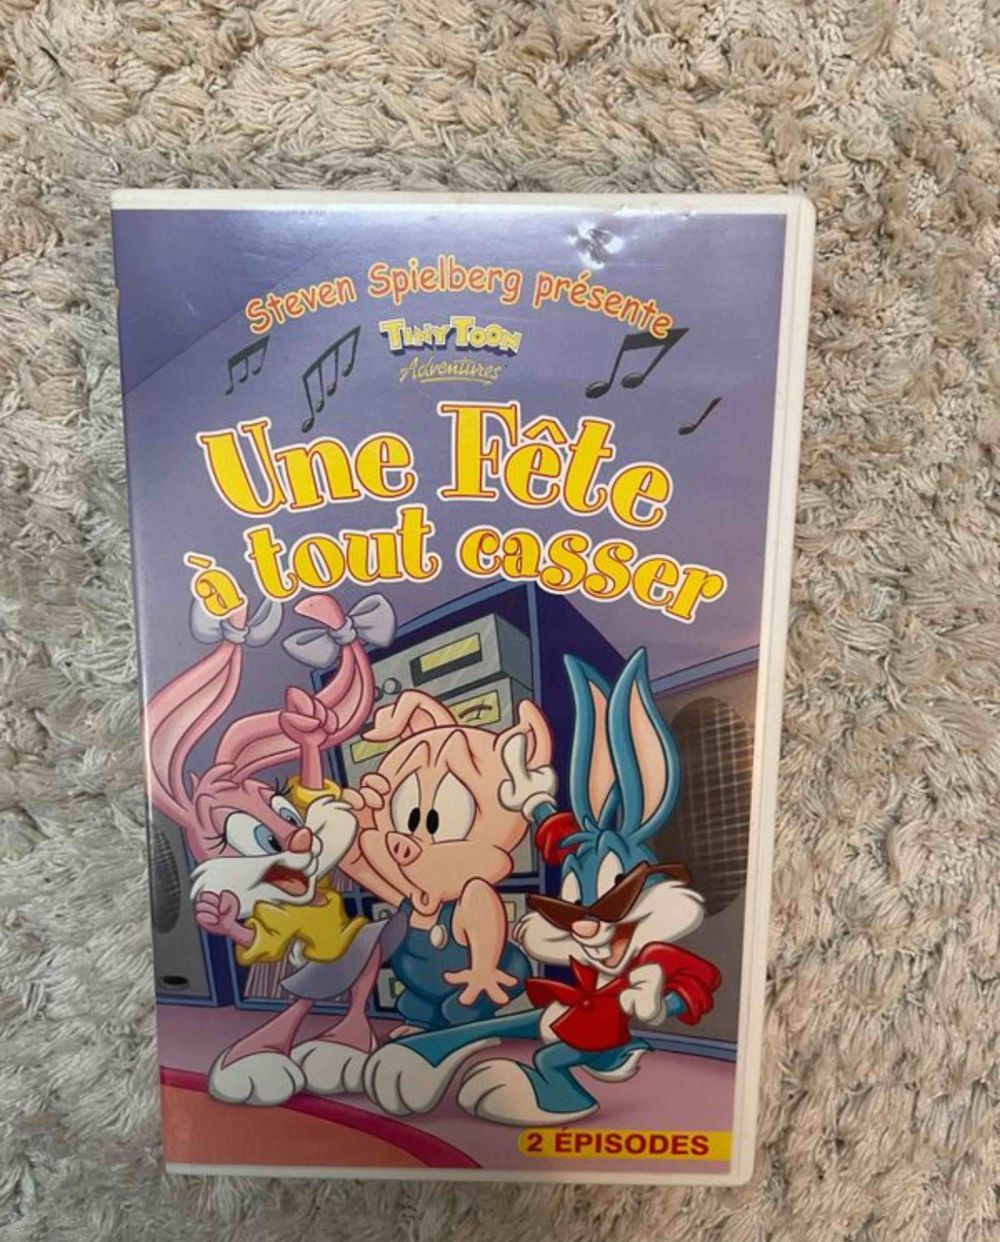 Steven Spielberg présente
TINY TOON
Adventures
Une Fête
à tout casser
2 ÉPISODES